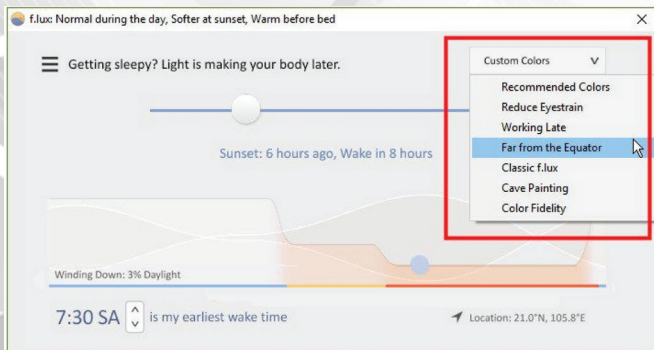 f.lux: Normal during the day, Softer at sunset, Warm before bed
Getting sleepy? Light is making your body later.
Custom Colors
Recommended Colors
Reduce Eyestrain
Working Late
Far from the Equator
Classic f.lux
Cave Painting
Color Fidelity
Sunset: 6 hours ago, Wake in 8 hours
Winding Down: 3% Daylight
7:30 SA is my earliest wake time
Location: 21.0°N, 105.8°E